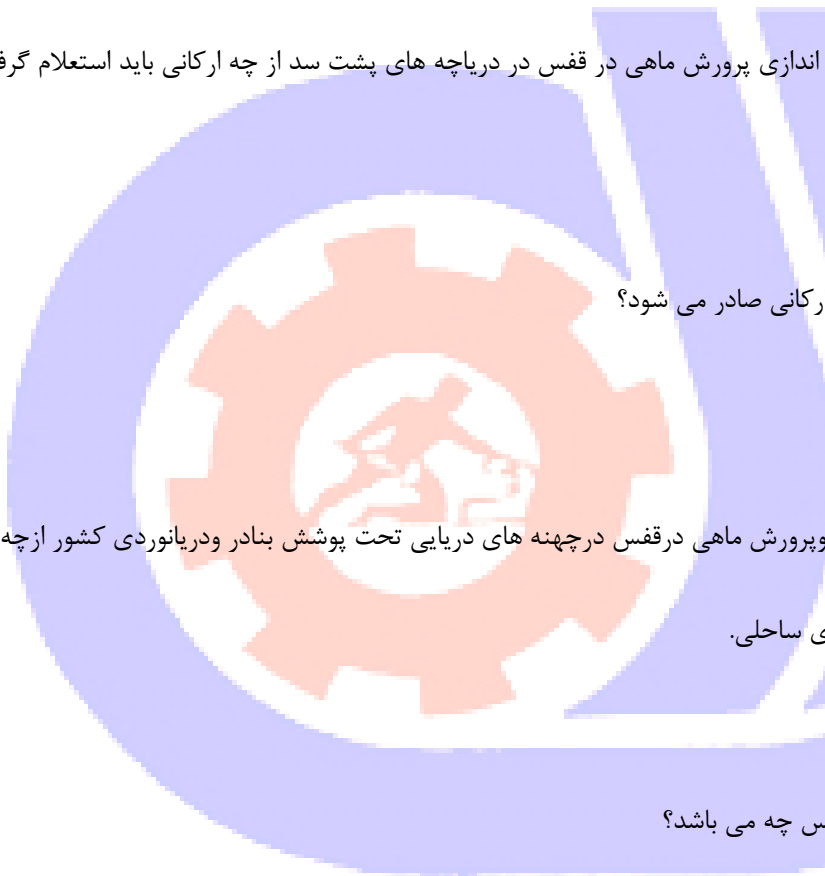 اندازی پرورش ماهی در قفس در دریاچه های پشت سد از چه ارکانی باید استعلام گرف
رکانی صادر می شود؟
وپرورش ماهی درقفس درچهنه های دریایی تحت پوشش بنادر ودریانوردی کشور ازچه
ی ساحلی.
س چه می باشد؟